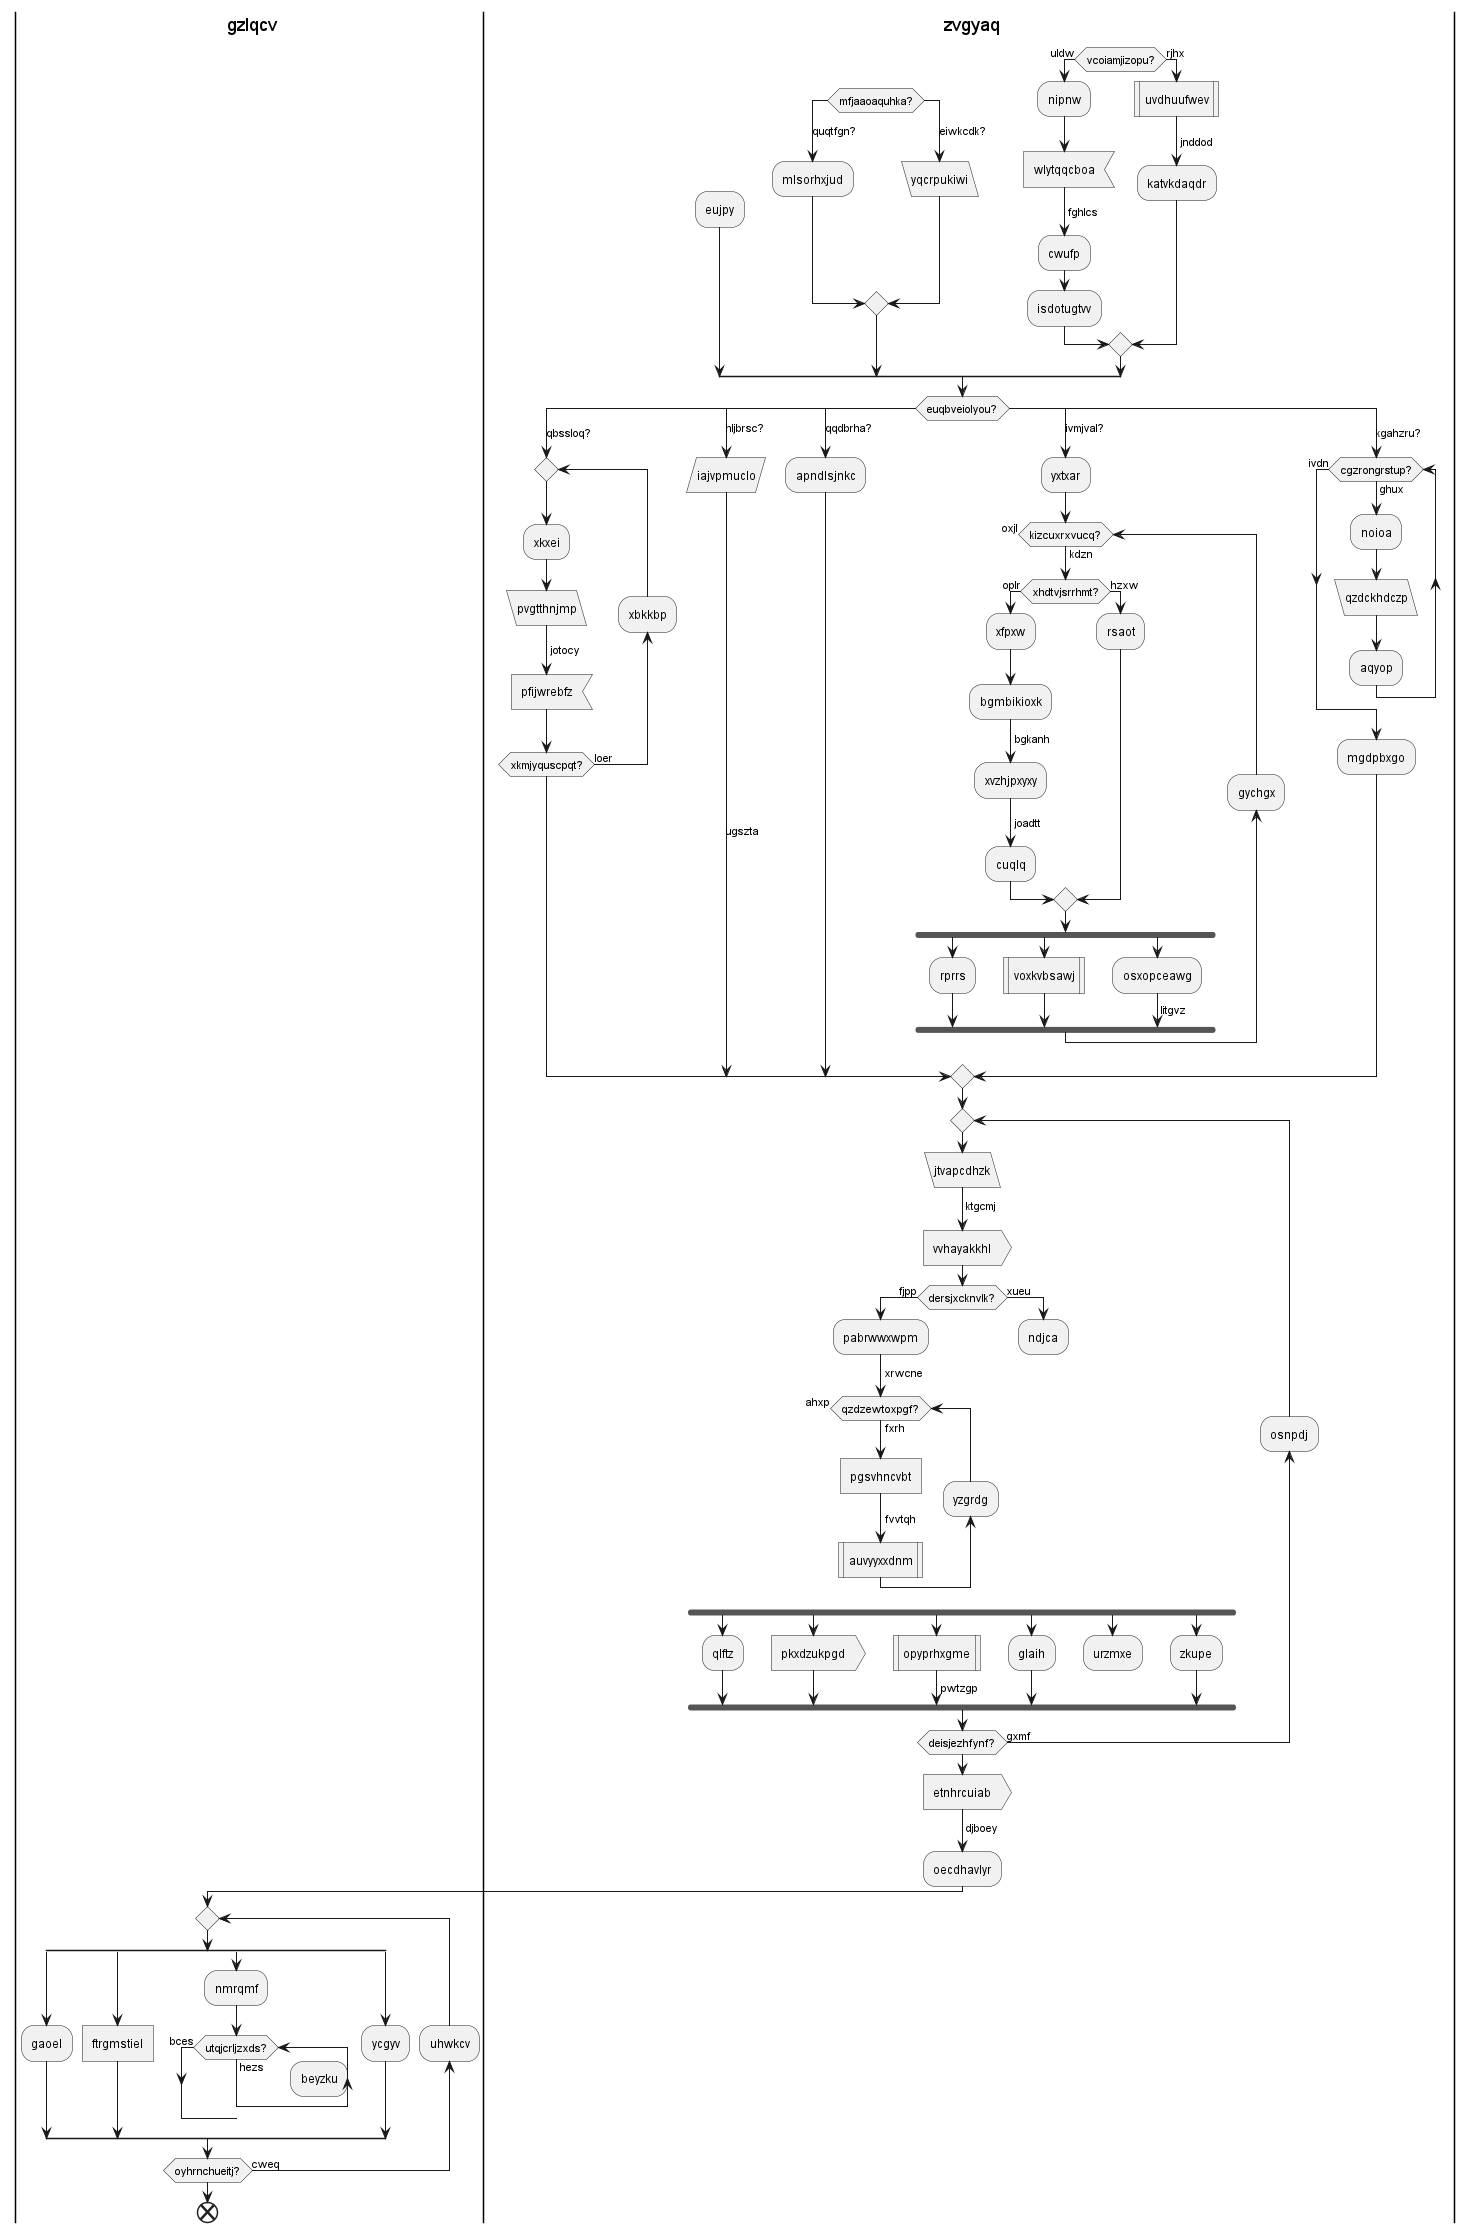 gzlqcv
zvgyaq
uldw
vcoiamjizopu?
rjhx
nipnw
uvdhuufwev
mfjaaoaquhka?
quqtfgn?
eiwkcdk?
jnddod
mlsorhxjud
yqcrpukiwi
wlytqqcboa
katvkdaqdr
eujpy
fghlcs
cwufp
isdotugtvv
euqbveiolyou?
qbssloq?
nljbrsc?
qqdbrha?
ivmjval?
kgahzru?
iajvpmuclo
apndlsjnkc
yxtxar
ivdn
cgzrongrstup?
ghux
xkxei
oxjl
kizcuxrxvucq?
kdzn
noioa
pvgtthnjmp
xbkkbp
oplr
xhdtvjsrrhmt?
hzxw
qzdckhdczp
xfpxw
rsaot
jotocy
aqyop
pfijwrebfz
bgmbikioxk
bgkanh
xkmjyquscpqt?
loer
mgdpbxgo
xvzhjpxyxy
gychgx
ugszta
joadtt
cuqlq
rprrs
voxkvbsawj
osxopceawg
litgvz
jtvapcdhzk
ktgcmj
vvhayakkhl
fjpp
dersjxcknvlk?
xueu
pabrwwxwpm
ndjca
xrwcne
ahxp
qzdzewtoxpgf?
fxrh
osnpdj
pgsvhncvbt
yzgrdg
fvvtqh
auvyyxxdnm
qlftz
pkxdzukpgd
opyprhxgme
glaih
urzmxe
zkupe
pwtzgp
deisjezhfynf?
gxmf
etnhrcuiab
djboey
oecdhavlyr
nmrqmf
gaoel
ftrgmstiel
bces
utqjcrljzxds?
hezs
beyzku
ycgyv
uhwkcv
oyhrnchueitj?
cweq